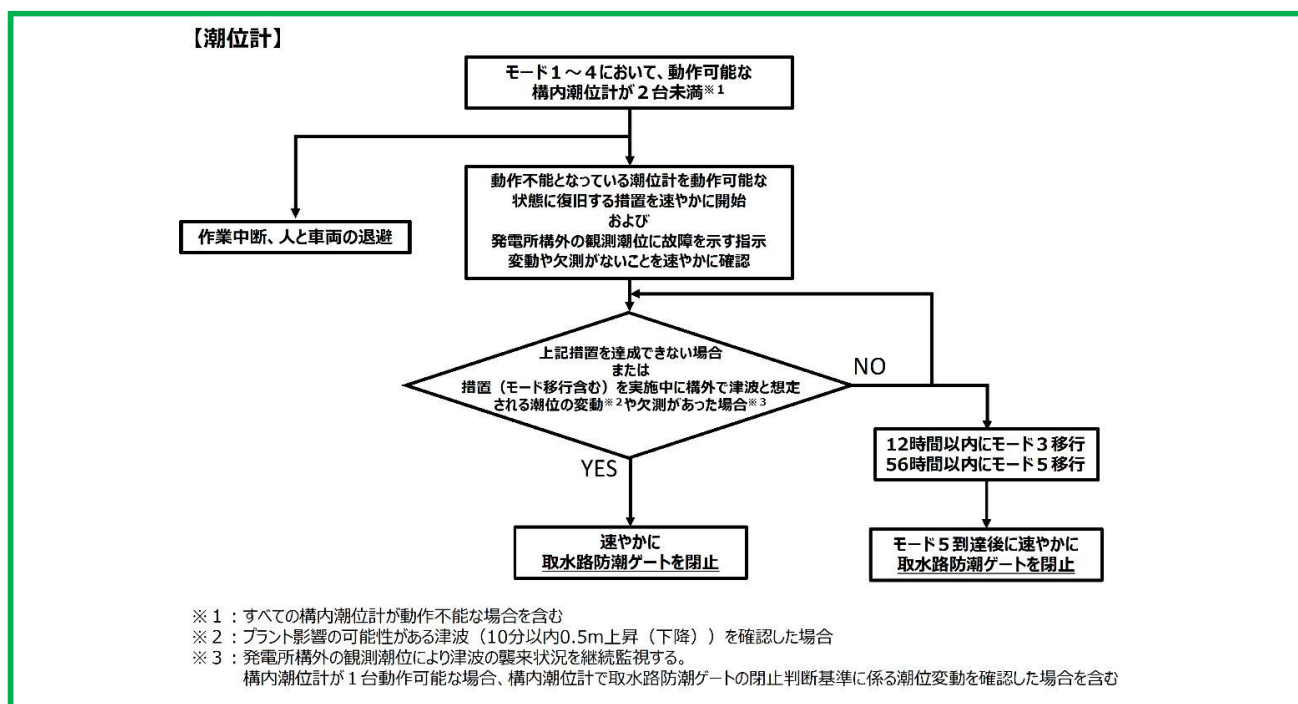 【潮位計】
モード1~4において、動作可能な
構内潮位計が2台未満※1
動作不能となっている潮位計を動作可能な
状態に復旧する措置を速やかに開始
および
発電所構外の観測潮位に故障を示す指示
変動や欠測がないことを速やかに確認
作業中断、人と車両の退避
上記措置を達成できない場合
または
措置(モード移行含む)を実施中に構外で津波と想定
される潮位の変動※2や欠測があった場合※3
NO
YES
12時間以内にモード3移行
56時間以内にモード5移行
速やかに
取水路防潮ゲートを閉止
モード5到達後に速やかに
取水路防潮ゲートを閉止
※1:すべての構内潮位計が動作不能な場合を含む
※2:プラント影響の可能性がある津波(10分以内0.5m上昇(下降))を確認した場合
※3:発電所構外の観測潮位により津波の襲来状況を継続監視する。
構内潮位計が1台動作可能な場合、構内潮位計で取水路防潮ゲートの閉止判断基準に係る潮位変動を確認した場合を含む